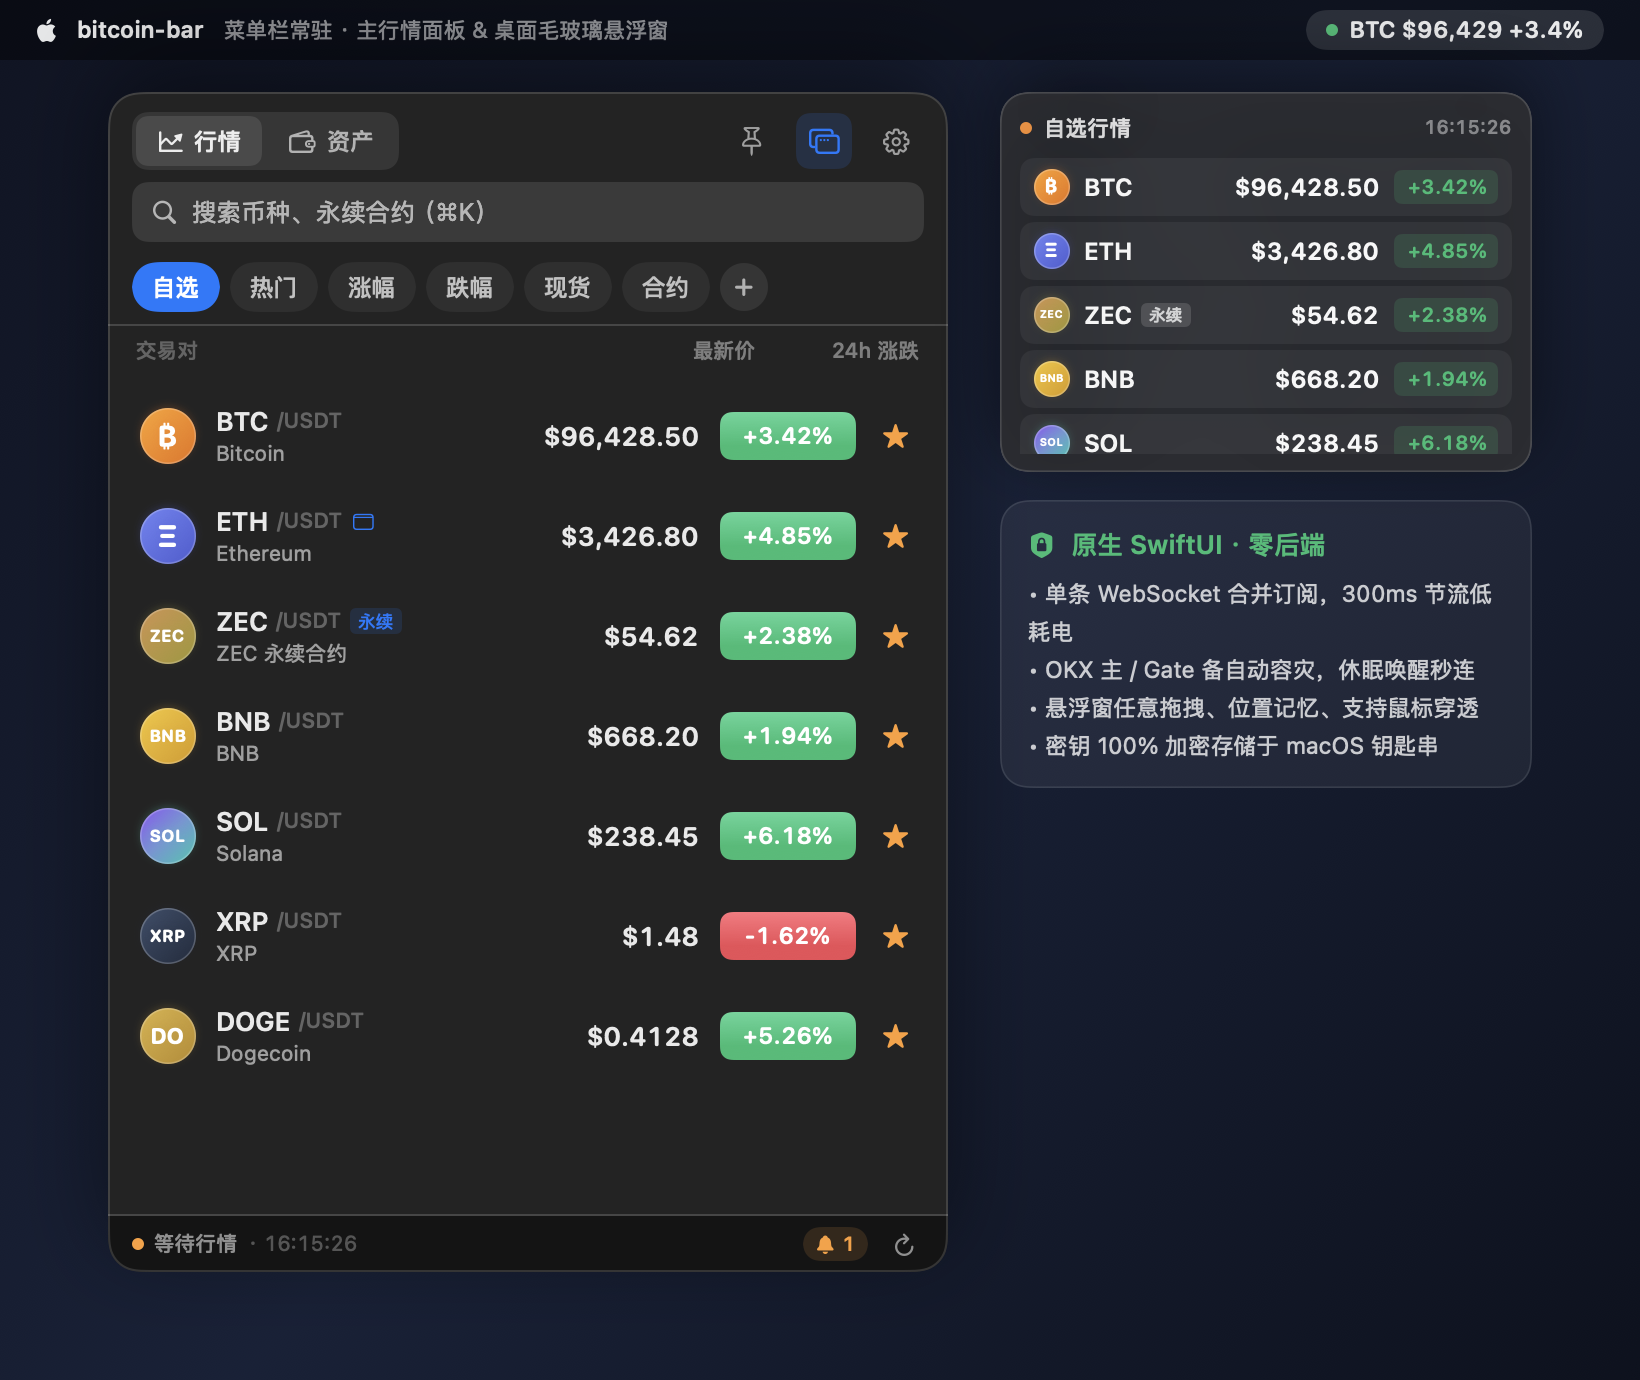 bitcoin-bar 菜单栏常驻 · 主行情面板 & 桌面毛玻璃悬浮窗
BTC $96,429 +3.4%
行情 资产
搜索币种、永续合约（⌘K）
自选 热门 涨幅 跌幅 现货 合约 +
交易对 最新价 24h 涨跌
BTC /USDT $96,428.50 +3.42%
Bitcoin
ETH /USDT $3,426.80 +4.85%
Ethereum
ZEC ZEC /USDT 永续 $54.62 +2.38%
ZEC 永续合约
BNB BNB /USDT $668.20 +1.94%
BNB
SOL SOL /USDT $238.45 +6.18%
Solana
XRP XRP /USDT $1.48 -1.62%
XRP
DO DOGE /USDT $0.4128 +5.26%
Dogecoin
等待行情 · 16:15:26
1
自选行情 16:15:26
BTC $96,428.50 +3.42%
ETH $3,426.80 +4.85%
ZEC ZEC 永续 $54.62 +2.38%
BNB BNB $668.20 +1.94%
SOL SOL $238.45 +6.18%
原生 SwiftUI · 零后端
• 单条 WebSocket 合并订阅，300ms 节流低
耗电
• OKX 主 / Gate 备自动容灾，休眠唤醒秒连
• 悬浮窗任意拖拽、位置记忆、支持鼠标穿透
• 密钥 100% 加密存储于 macOS 钥匙串